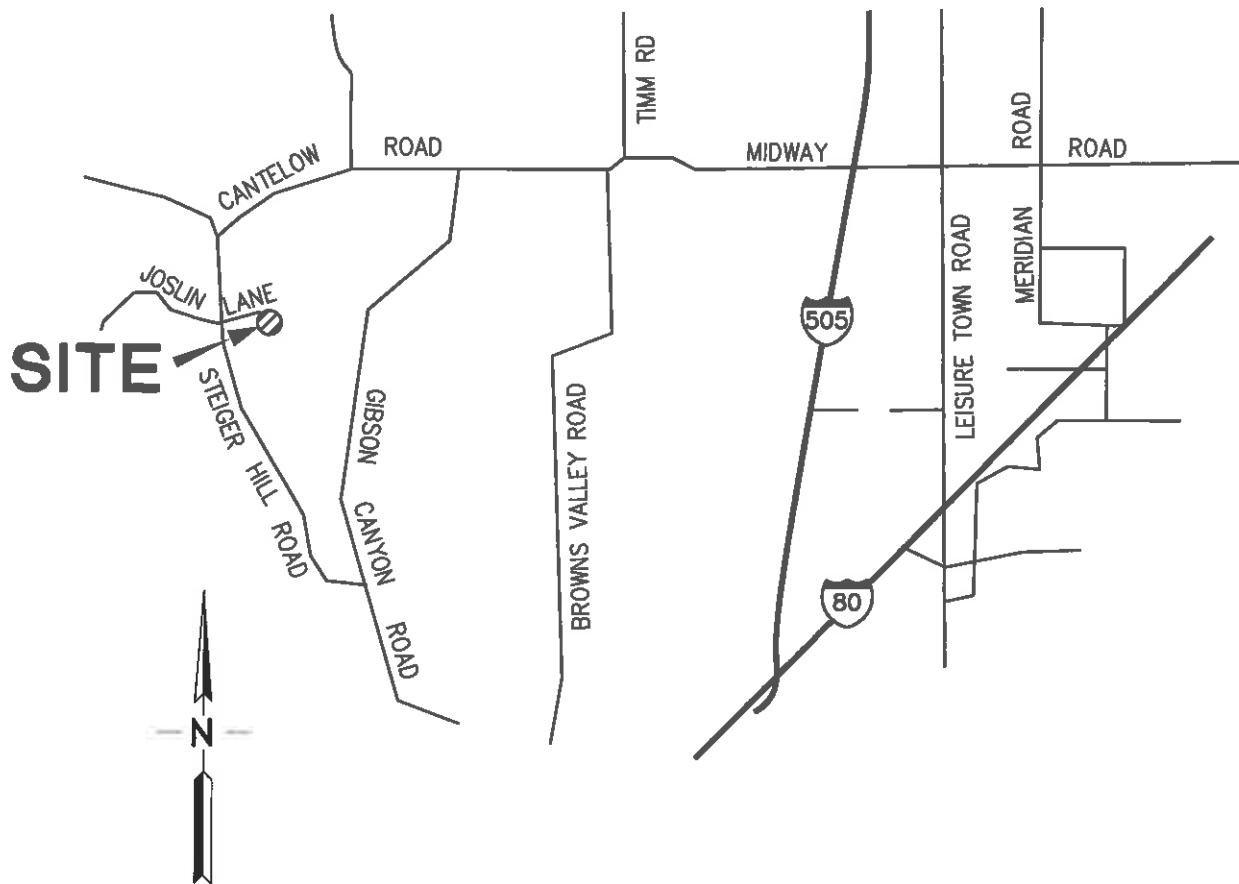 TIMM RD
ROAD
CANTELOW
ROAD
MIDWAY
ROAD
JOSLIN LANE
SITE
STEIGER HILL ROAD
GIBSON CANYON ROAD
BROWNS VALLEY ROAD
505
LEISURE TOWN ROAD
MERIDIAN
80
N